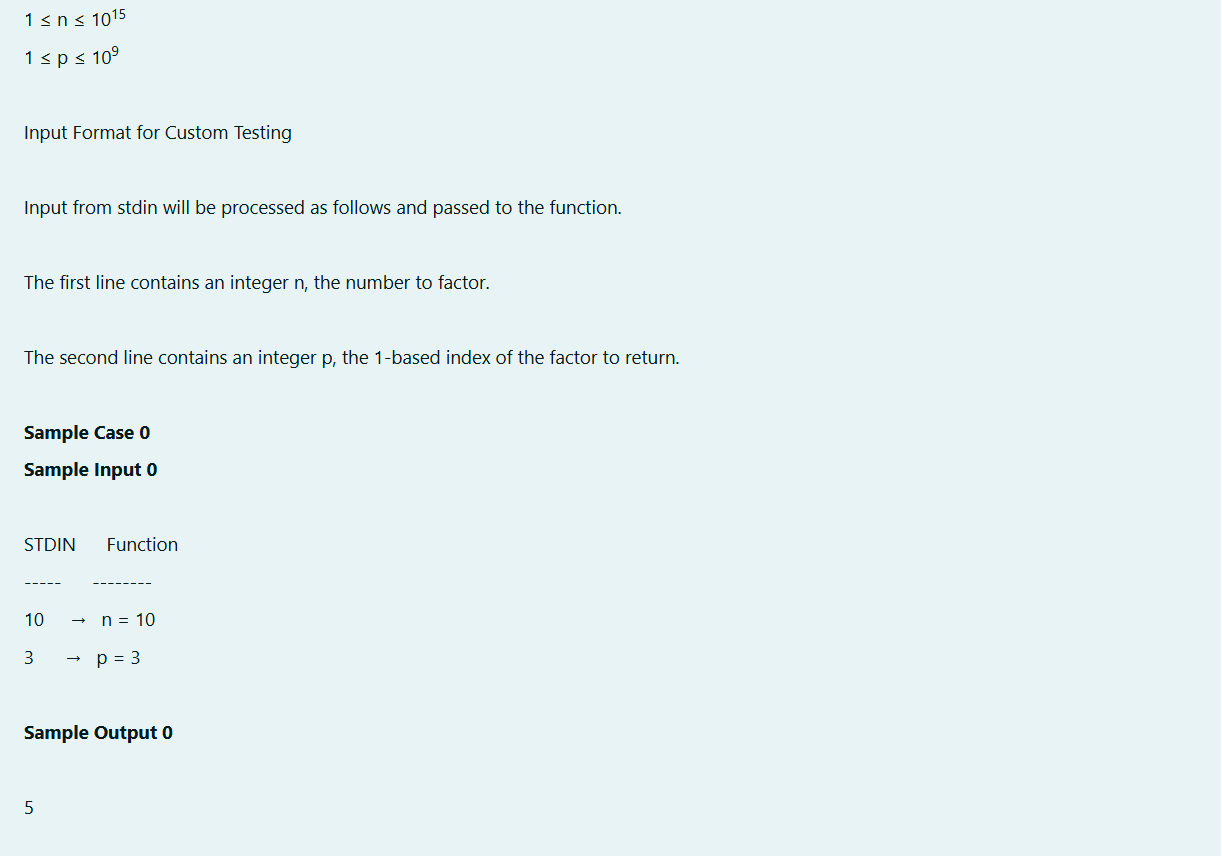 1 ≤ n ≤ 10¹⁵
1 ≤ p ≤ 10⁹
Input Format for Custom Testing
Input from stdin will be processed as follows and passed to the function.
The first line contains an integer n, the number to factor.
The second line contains an integer p, the 1-based index of the factor to return.
Sample Case 0
Sample Input 0
STDIN Function
----- --------
10 → n = 10
3 → p = 3
Sample Output 0
5